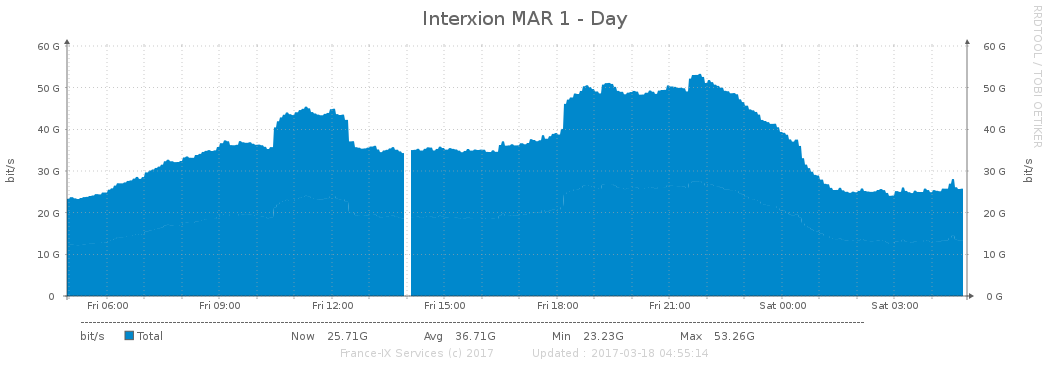 Interxion MAR 1 - Day
RRDTOOL / TOBI OETIKER
60 G 60 G
50 G 50 G
40 G 40 G
30 G 30 G
20 G 20 G
10 G 10 G
0 0 G
bit/s bit/s
Fri 06:00 Fri 09:00 Fri 12:00 Fri 15:00 Fri 18:00 Fri 21:00 Sat 00:00 Sat 03:00
bit/s Total Now 25.71G Avg 36.71G Min 23.23G Max 53.26G
France-IX Services (c) 2017 Updated : 2017-03-18 04:55:14